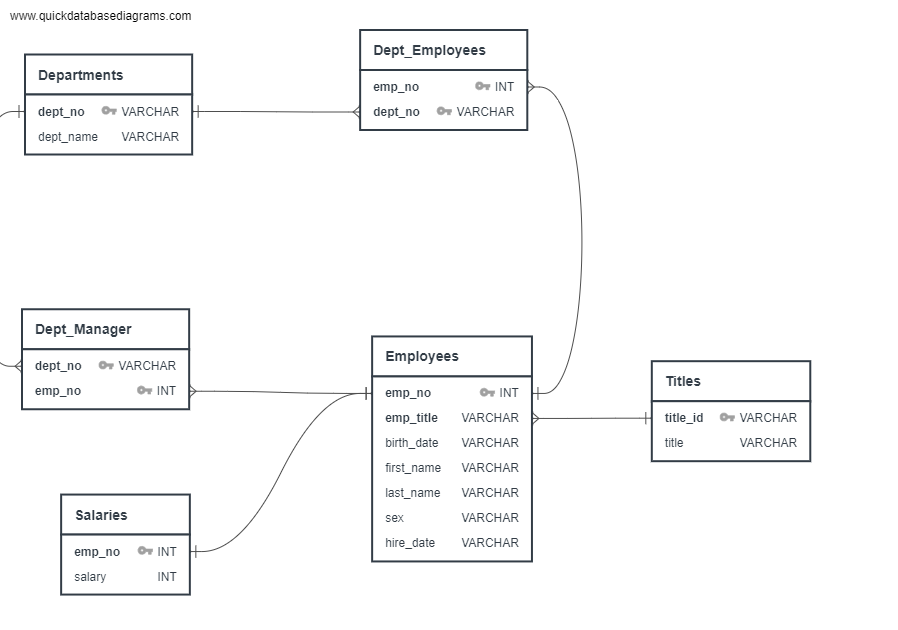 www.quickdatabasediagrams.com
Departments
dept_no VARCHAR
dept_name VARCHAR
Dept_Employees
emp_no INT
dept_no VARCHAR
Dept_Manager
dept_no VARCHAR
emp_no INT
Employees
emp_no INT
emp_title VARCHAR
birth_date VARCHAR
first_name VARCHAR
last_name VARCHAR
sex VARCHAR
hire_date VARCHAR
Titles
title_id VARCHAR
title VARCHAR
Salaries
emp_no INT
salary INT